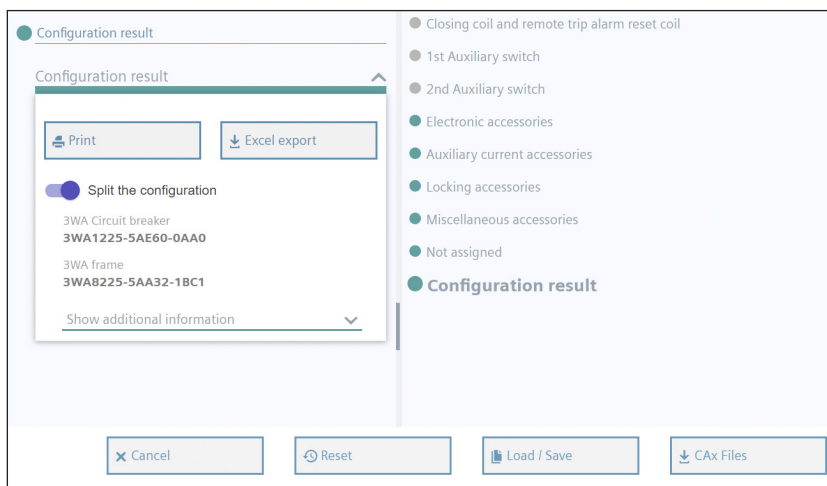 Configuration result
Configuration result
Print
Excel export
Split the configuration
3WA Circuit breaker
3WA1225-5AE60-0AA0
3WA frame
3WA8225-5AA32-1BC1
Show additional information
Closing coil and remote trip alarm reset coil
1st Auxiliary switch
2nd Auxiliary switch
Electronic accessories
Auxiliary current accessories
Locking accessories
Miscellaneous accessories
Not assigned
Configuration result
Cancel
Reset
Load / Save
CAx Files